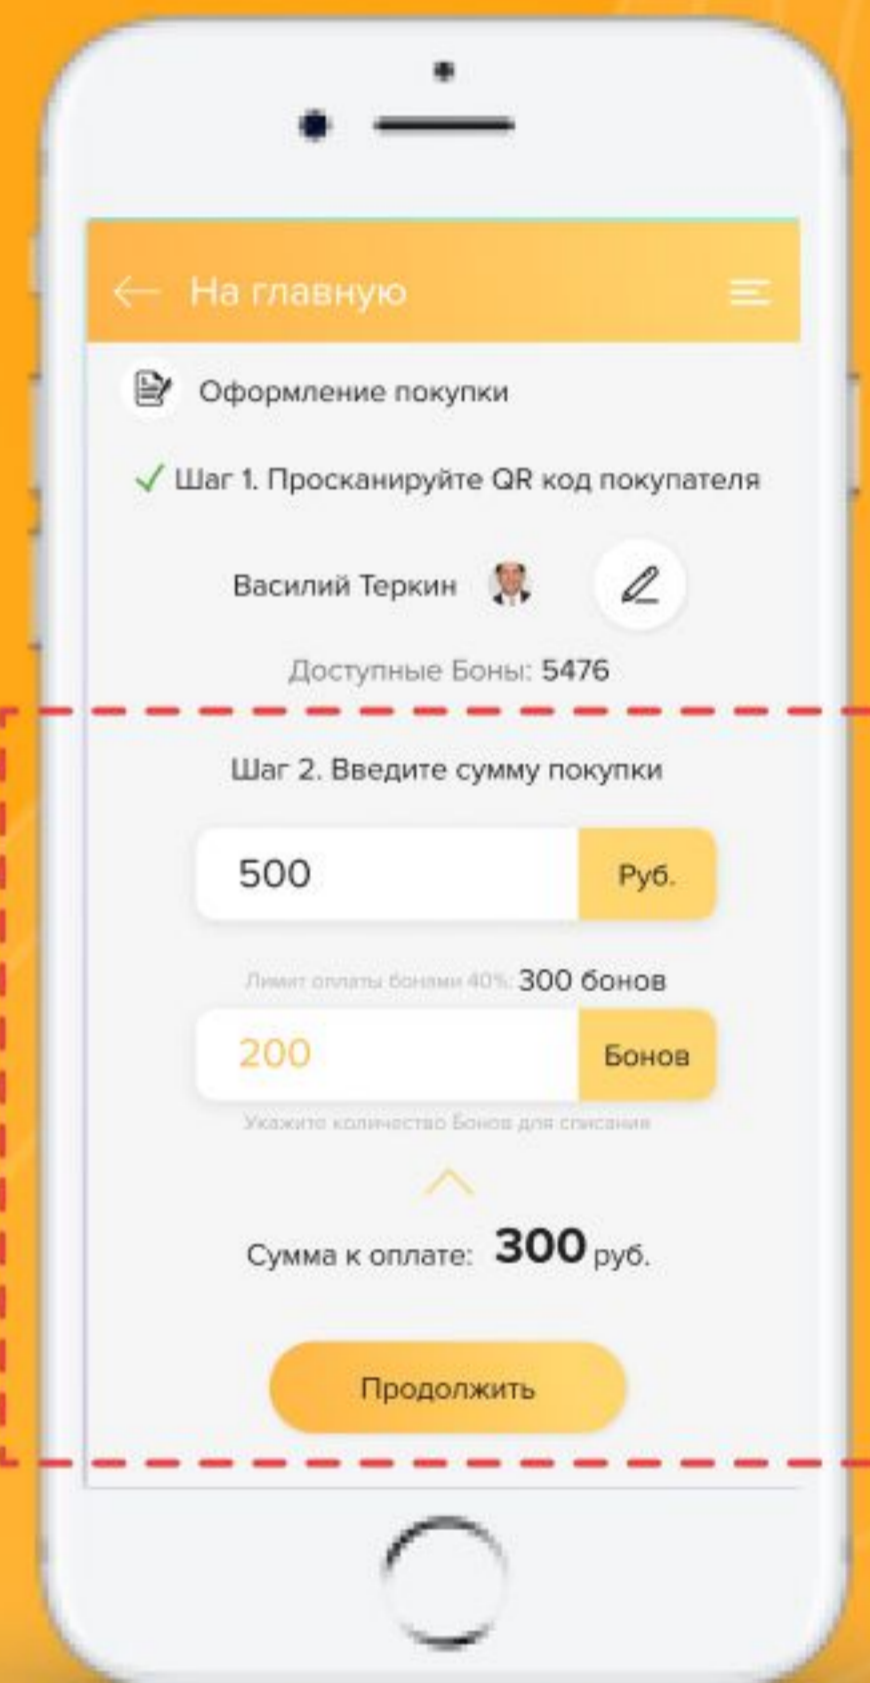 На главную
Оформление покупки
Шаг 1. Просканируйте QR код покупателя
Василий Теркин
Доступные Боны: 5476
Шаг 2. Введите сумму покупки
500 Руб.
Лимит оплаты бонами 40%: 300 бонов
200 Бонов
Укажите количество Бонов для списания
Сумма к оплате: 300 руб.
Продолжить